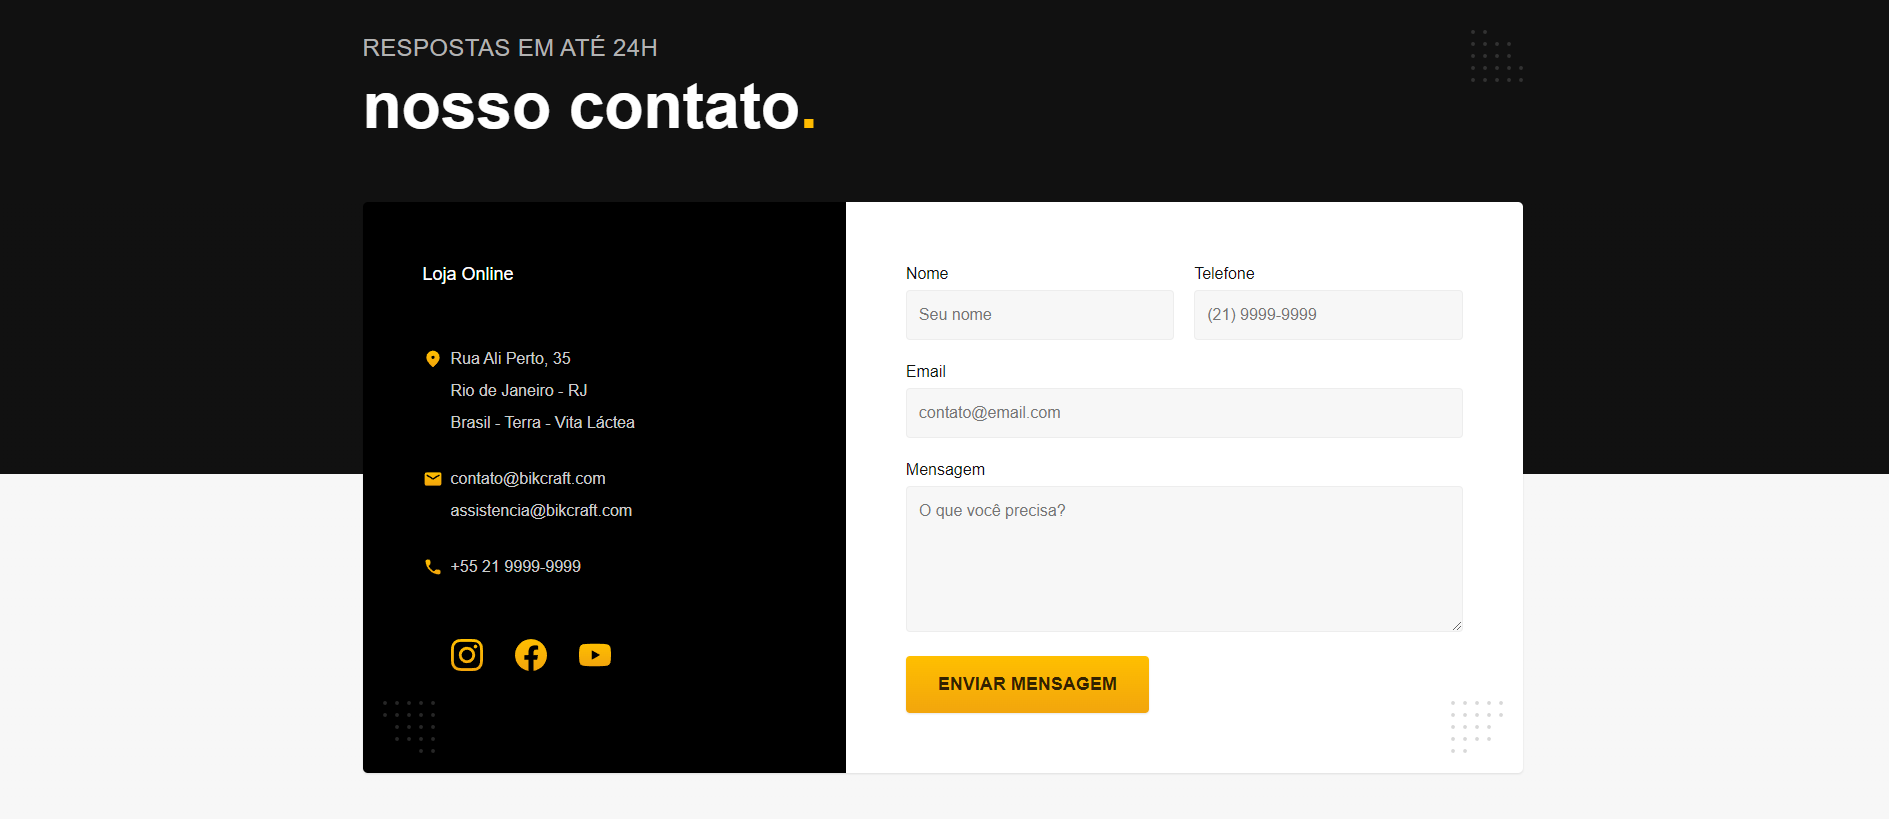 RESPOSTAS EM ATÉ 24H
nosso contato.
Loja Online
Rua Ali Perto, 35
Rio de Janeiro - RJ
Brasil - Terra - Vita Láctea
contato@bikcraft.com
assistencia@bikcraft.com
+55 21 9999-9999
Nome
Seu nome
Telefone
(21) 9999-9999
Email
contato@email.com
Mensagem
O que você precisa?
ENVIAR MENSAGEM